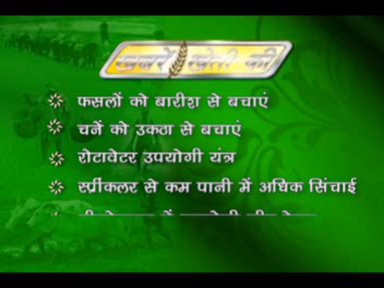 खबरें खेती की
फसलों को बारीश से बचाएं
चनें को उकठा से बचाएं
रोटावेटर उपयोगी यंत्र
स्प्रींकलर से कम पानी में अधिक सिंचाई